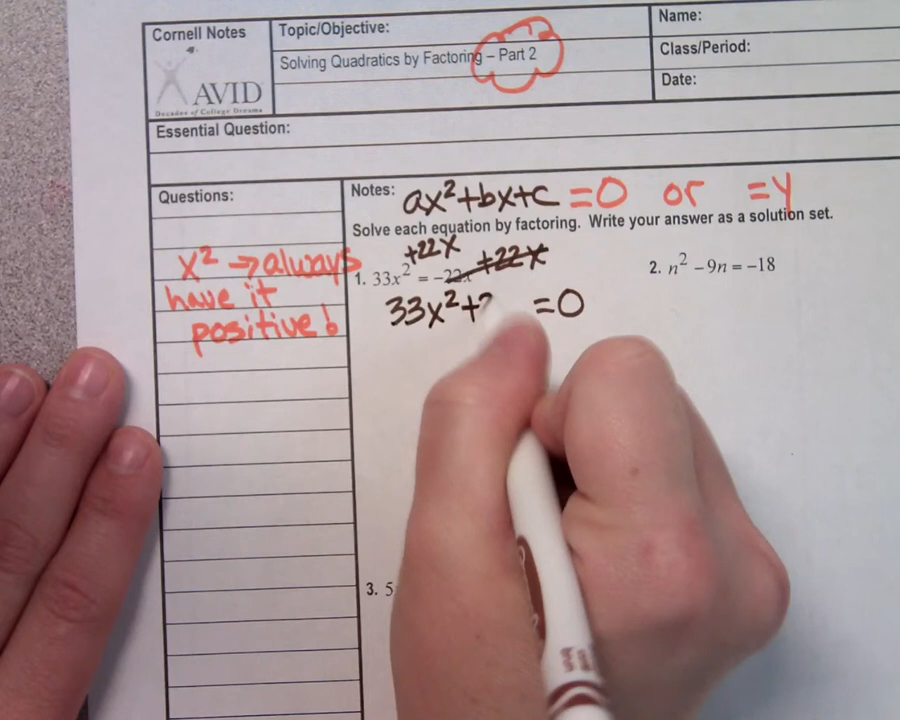 Cornell Notes
AVID
Decades of College Dreams
Topic/Objective:
Solving Quadratics by Factoring – Part 2
Name:
Class/Period:
Date:
Essential Question:
Questions:
x² → always
have it
positive!
Notes: ax²+bx+c =0 or =y
Solve each equation by factoring. Write your answer as a solution set.
+22x +22x
1. 33x² = -22x
33x²+ =0
2. n² – 9n = –18
3. 5